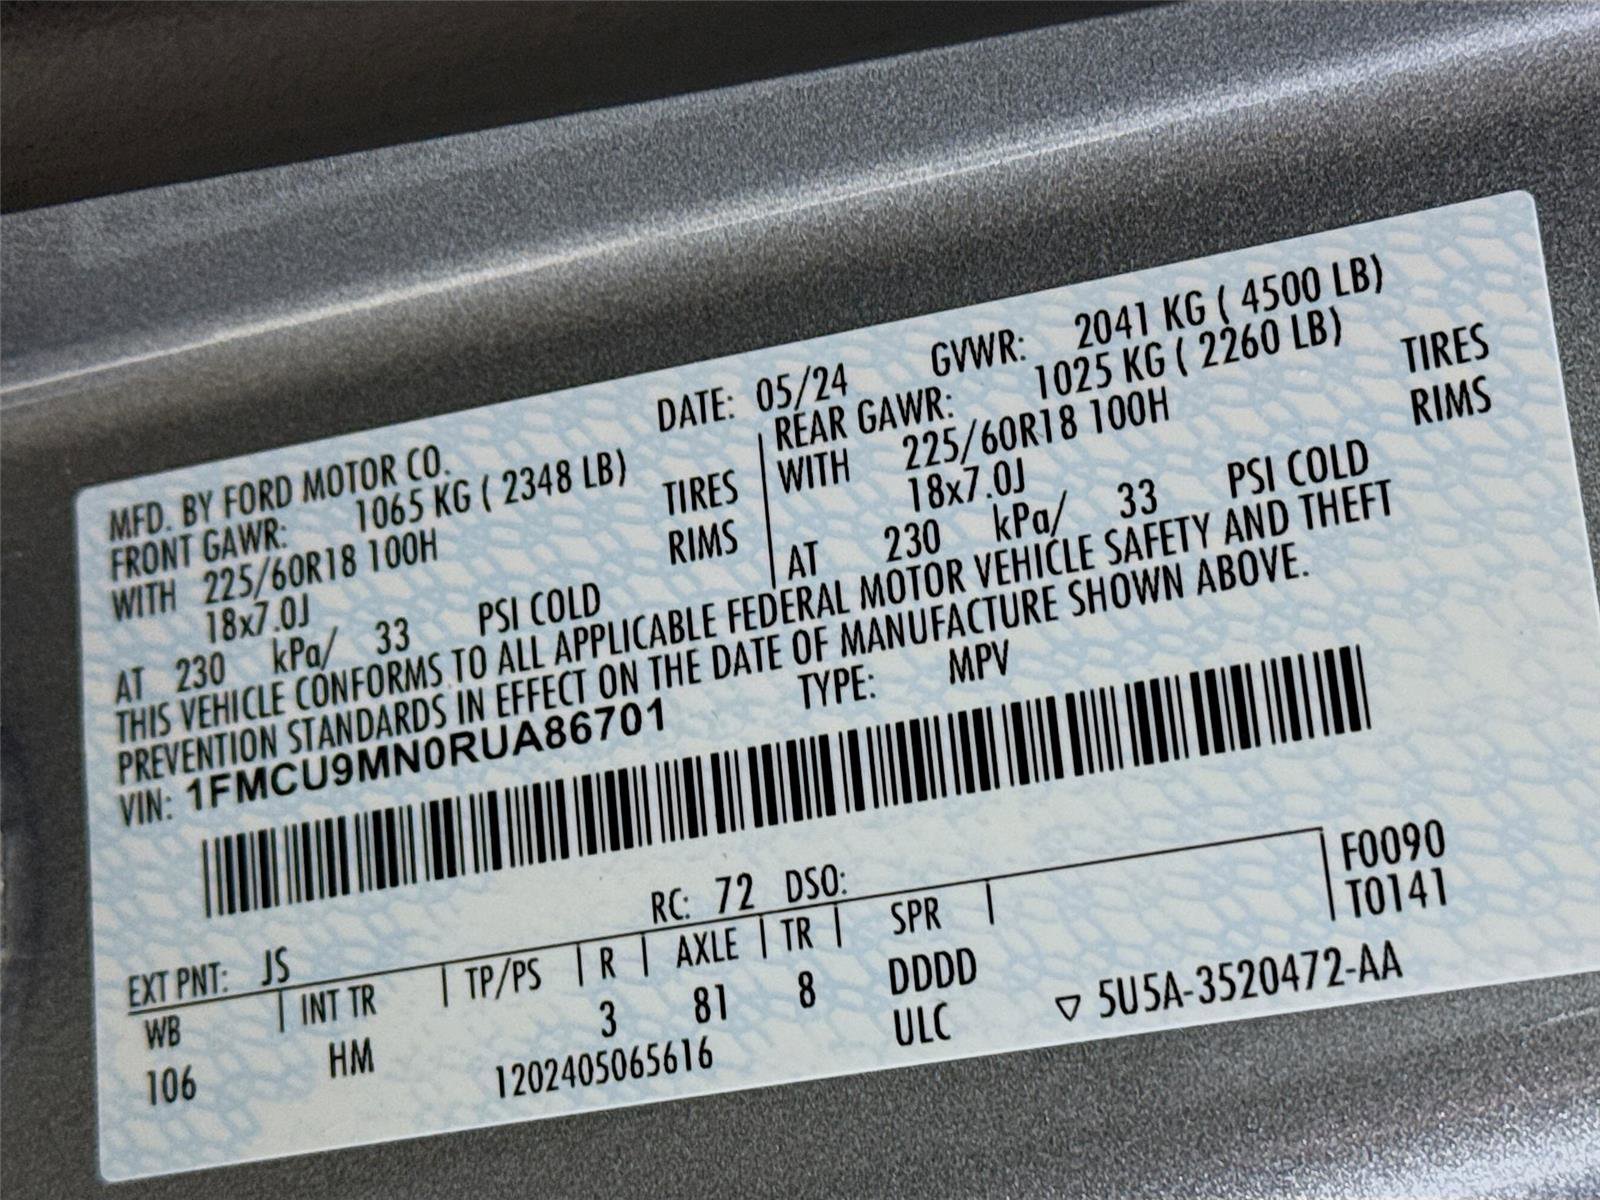 MFD. BY FORD MOTOR CO. DATE: 05/24 GVWR: 2041 KG ( 4500 LB)
FRONT GAWR: 1065 KG ( 2348 LB) REAR GAWR: 1025 KG ( 2260 LB)
WITH 225/60R18 100H TIRES WITH 225/60R18 100H TIRES
18x7.0J RIMS 18x7.0J RIMS
AT 230 kPa/ 33 PSI COLD AT 230 kPa/ 33 PSI COLD
THIS VEHICLE CONFORMS TO ALL APPLICABLE FEDERAL MOTOR VEHICLE SAFETY AND THEFT
PREVENTION STANDARDS IN EFFECT ON THE DATE OF MANUFACTURE SHOWN ABOVE.
VIN: 1FMCU9MN0RUA86701 TYPE: MPV
F0090
EXT PNT: JS RC: 72 DSO: T0141
WB INT TR TP/PS R AXLE TR SPR
106 HM 3 81 8 DDDD
1202405065616 ULC ▽ 5U5A-3520472-AA